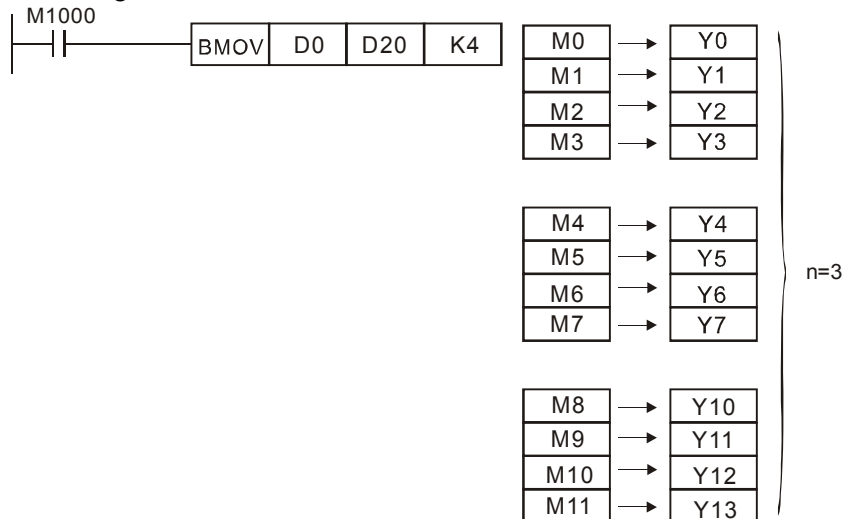 M1000
BMOV D0 D20 K4
M0 Y0
M1 Y1
M2 Y2
M3 Y3
M4 Y4
M5 Y5
M6 Y6
M7 Y7
n=3
M8 Y10
M9 Y11
M10 Y12
M11 Y13